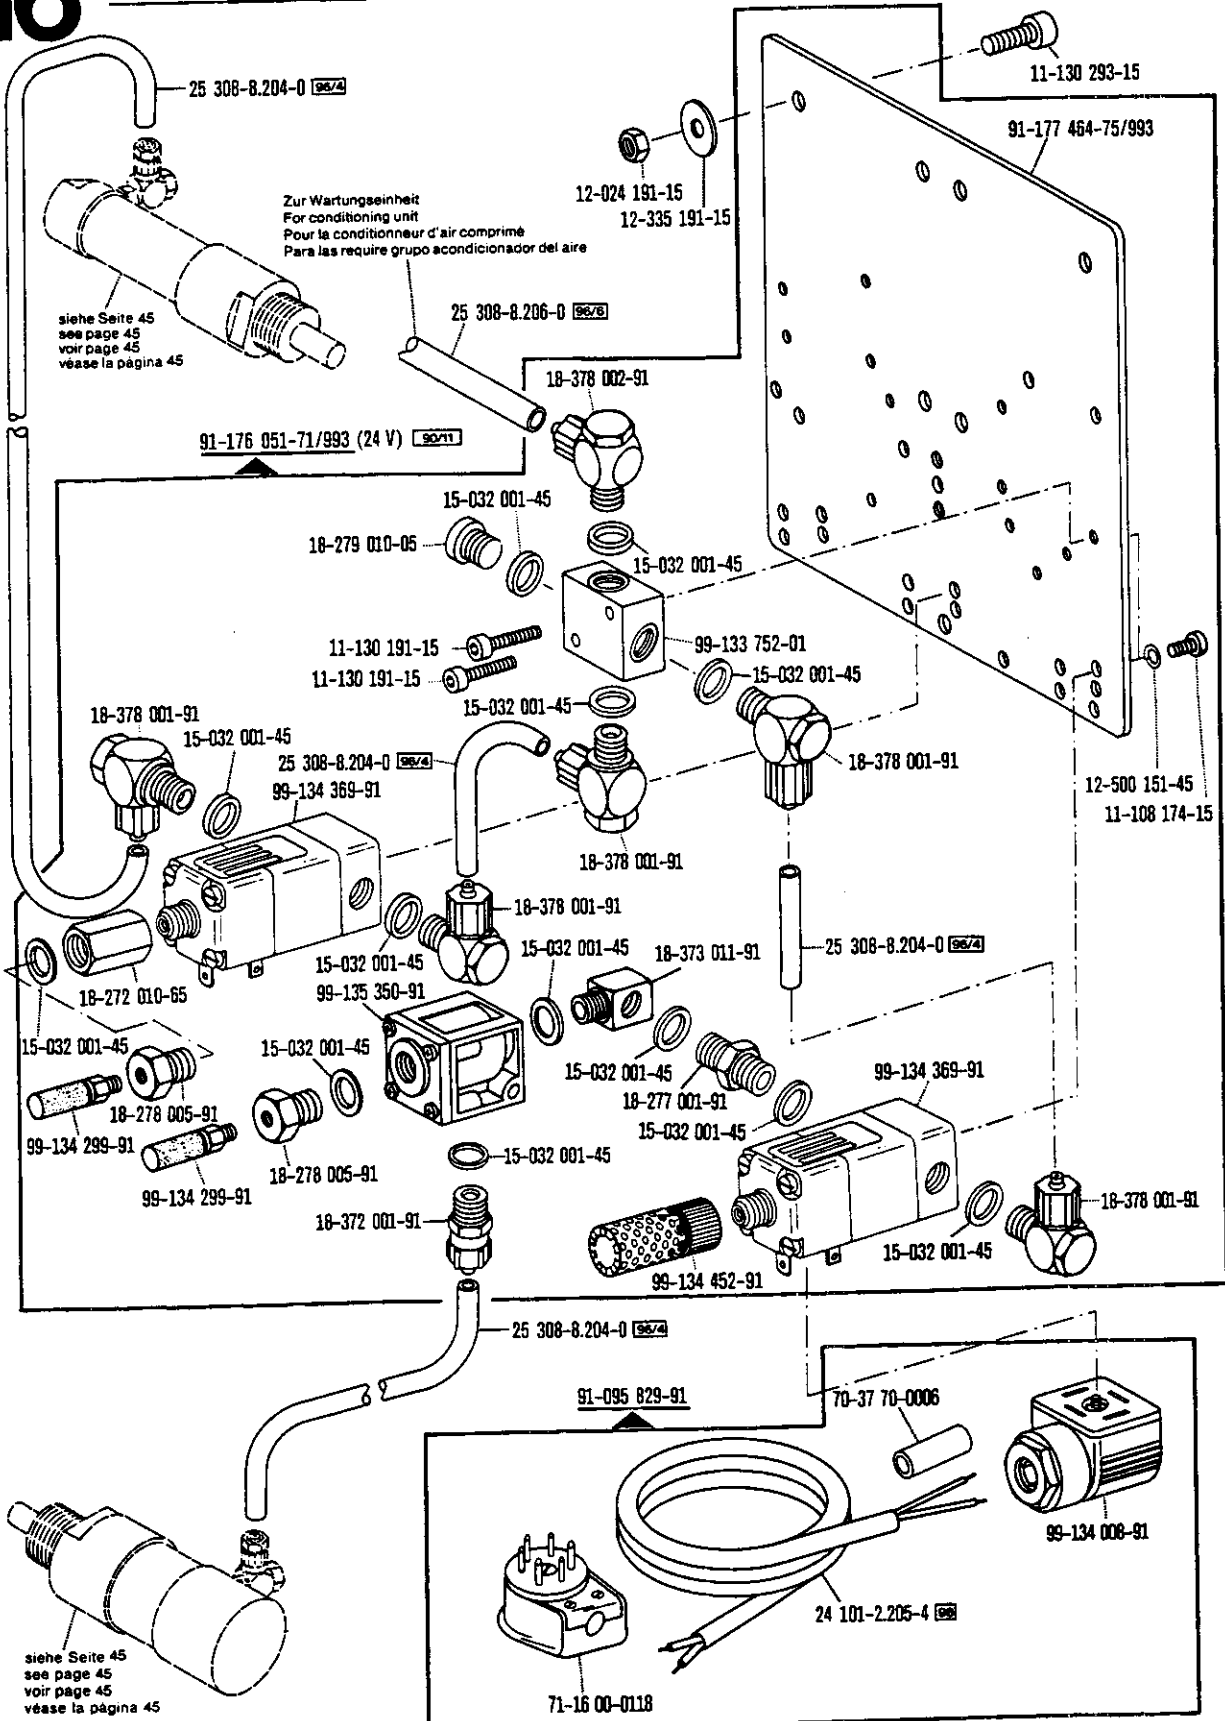 25 308-8.204-0 96/4
11-130 293-15
91-177 464-75/993
12-024 191-15
12-335 191-15
Zur Wartungseinheit
For conditioning unit
Pour la conditionneur d'air comprimé
Para las require grupo acondicionador del aire
siehe Seite 45
see page 45
voir page 45
véase la página 45
25 308-8.206-0 96/6
18-378 002-91
91-176 051-71/993 (24 V) 90/11
15-032 001-45
18-279 010-05
15-032 001-45
11-130 191-15
99-133 752-01
11-130 191-15
15-032 001-45
15-032 001-45
18-378 001-91
15-032 001-45
25 308-8.204-0 96/4
18-378 001-91
99-134 369-91
12-500 151-45
11-108 174-15
18-378 001-91
18-378 001-91
15-032 001-45
15-032 001-45
18-373 011-91
25 308-8.204-0 96/4
18-272 010-65
99-135 350-91
15-032 001-45
15-032 001-45
15-032 001-45
99-134 369-91
18-278 005-91
18-277 001-91
99-134 299-91
15-032 001-45
18-278 005-91
15-032 001-45
99-134 299-91
18-372 001-91
18-378 001-91
15-032 001-45
99-134 452-91
25 308-8.204-0 96/4
91-095 829-91
70-37 70-0006
99-134 008-91
24 101-2.205-4 96
71-16 00-0118
siehe Seite 45
see page 45
voir page 45
véase la página 45